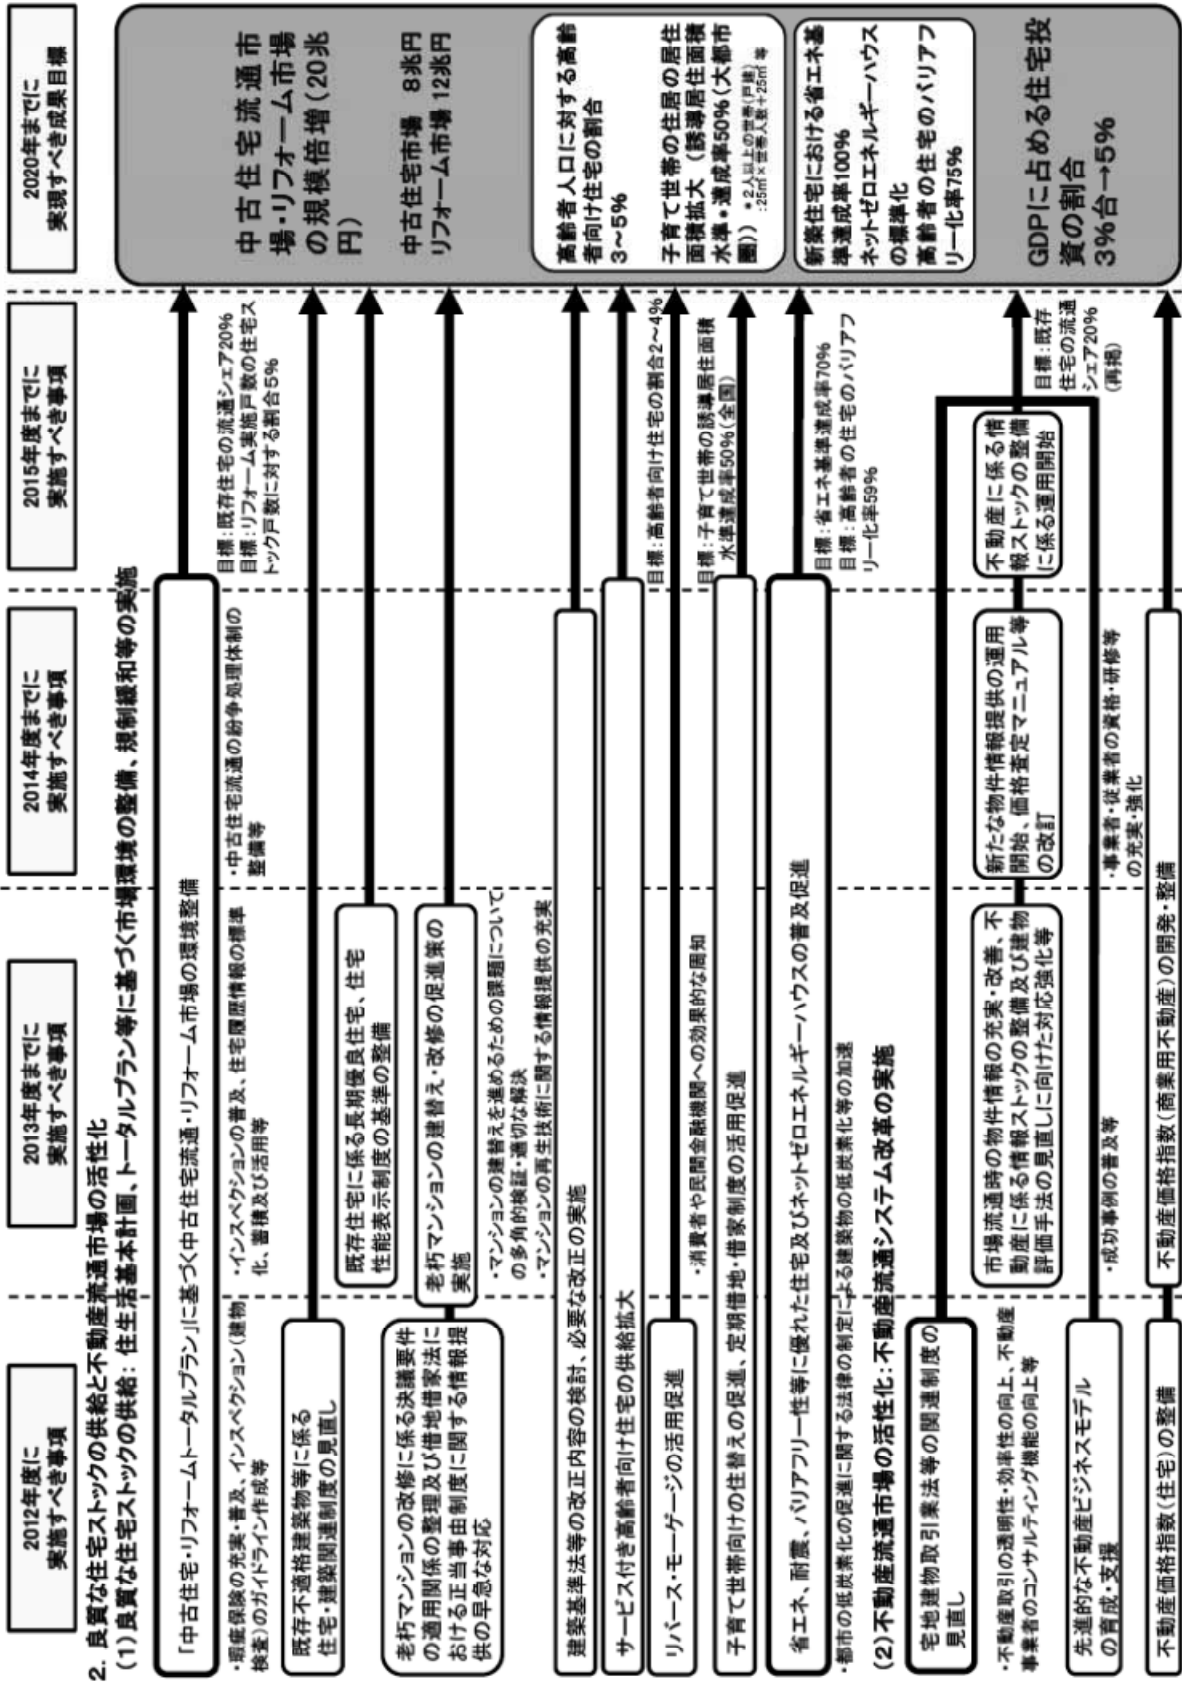 2012年度に
実施すべき事項
2013年度までに
実施すべき事項
2014年度までに
実施すべき事項
2015年度までに
実施すべき事項
2020年までに
実現すべき成果目標
2. 良質な住宅ストックの供給と不動産流通市場の活性化
(1)良質な住宅ストックの供給：住生活基本計画、トータルプラン等に基づく市場環境の整備、規制緩和等の実施
「中古住宅・リフォームトータルプラン」に基づく中古住宅流通・リフォーム市場の環境整備
・瑕疵保険の充実・普及、インスペクション(建物
検査)のガイドライン作成等
・インスペクションの普及、住宅履歴情報の標準
化、蓄積及び活用等
・中古住宅流通の紛争処理体制の
整備等
目標：既存住宅の流通シェア20%
目標：リフォーム実施戸数の住宅ス
トック戸数に対する割合5%
既存不適格建築物等に係る
住宅・建築関連制度の見直し
既存住宅に係る長期優良住宅、住宅
性能表示制度の基準の整備
老朽マンションの改修に係る決議要件
の適用関係の整理及び借地借家法に
おける正当事由制度に関する情報提
供の早急な対応
老朽マンションの建替え・改修の促進策の
実施
・マンションの建替えを進めるための課題について
の多角的検証・適切な解決
・マンションの再生技術に関する情報提供の充実
建築基準法等の改正内容の検討、必要な改正の実施
サービス付き高齢者向け住宅の供給拡大
目標：高齢者向け住宅の割合2～4%
リバース・モーゲージの活用促進
・消費者や民間金融機関への効果的な周知
目標：子育て世帯の誘導居住面積
水準達成率50%(全国)
子育て世帯向けの住替えの促進、定期借地・借家制度の活用促進
省エネ、耐震、バリアフリー性等に優れた住宅及びネットゼロエネルギーハウスの普及促進
・都市の低炭素化の促進に関する法律の制定による建築物の低炭素化等の加速
目標：省エネ基準達成率70%
目標：高齢者の住宅のバリアフ
リー化率59%
(2)不動産流通市場の活性化：不動産流通システム改革の実施
宅地建物取引業法等の関連制度の
見直し
・不動産取引の透明性・効率性の向上、不動産
事業者のコンサルティング機能の向上等
市場流通時の物件情報の充実・改善、不
動産に係る情報ストックの整備及び建物
評価手法の見直しに向けた対応強化等
新たな物件情報提供の運用
開始、価格査定マニュアル等
の改訂
不動産に係る情
報ストックの整備
に係る運用開始
目標：既存
住宅の流通
シェア20%
(再掲)
先進的な不動産ビジネスモデル
の育成・支援
・成功事例の普及等
・事業者・従業者の資格・研修等
の充実・強化
不動産価格指数(住宅)の整備
不動産価格指数(商業用不動産)の開発・整備
中古住宅流通市
場・リフォーム市場
の規模倍増(20兆
円)
中古住宅市場　8兆円
リフォーム市場 12兆円
高齢者人口に対する高齢
者向け住宅の割合
3～5%
子育て世帯の住居の居住
面積拡大（誘導居住面積
水準*達成率50%(大都市
圏)）
*2人以上の世帯(戸建)
：25㎡×世帯人数+25㎡ 等
新築住宅における省エネ基
準達成率100%
ネットゼロエネルギーハウス
の標準化
高齢者の住宅のバリアフ
リー化率75%
GDPに占める住宅投
資の割合
3%台→5%